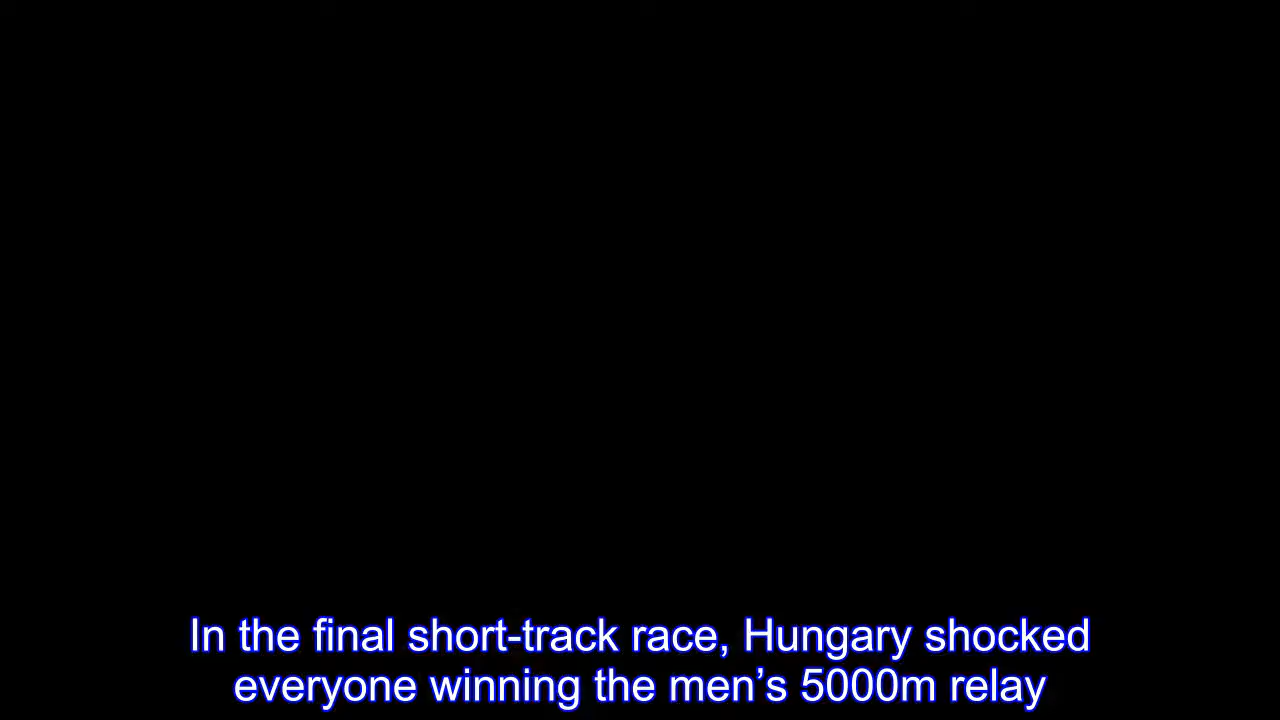 In the final short-track race, Hungary shocked
everyone winning the men’s 5000m relay